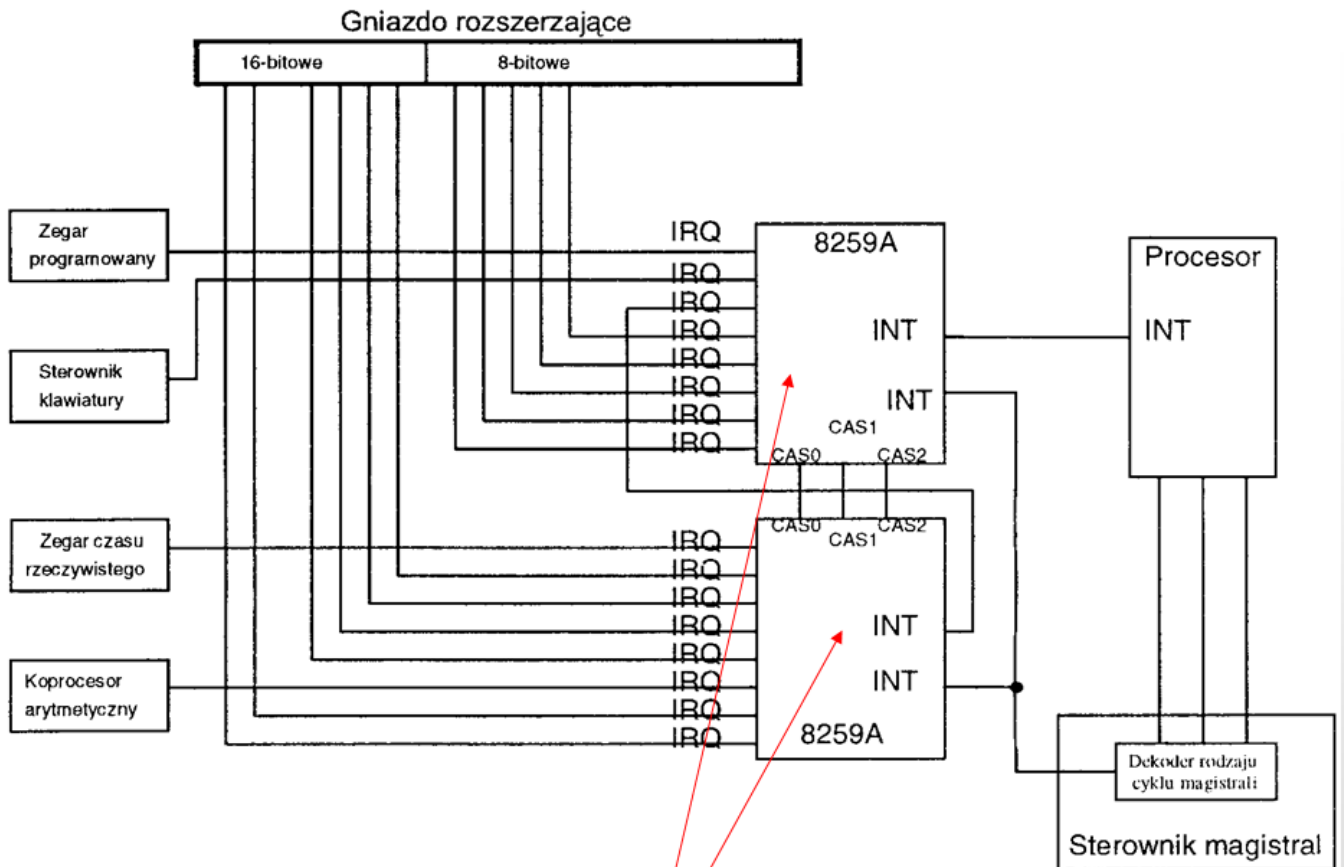 Gniazdo rozszerzające
16-bitowe
8-bitowe
Zegar
programowany
Sterownik
klawiatury
Zegar czasu
rzeczywistego
Koprocesor
arytmetyczny
IRQ
IRQ
IRQ
IRQ
IRQ
IRQ
IRQ
IRQ
8259A
INT
INT
CAS1
CAS0
CAS2
Procesor
INT
IRQ
IRQ
IRQ
IRQ
IRQ
IRQ
IRQ
IRQ
CAS0
CAS2
CAS1
INT
INT
8259A
Dekoder rodzaju
cyklu magistrali
Sterownik magistral